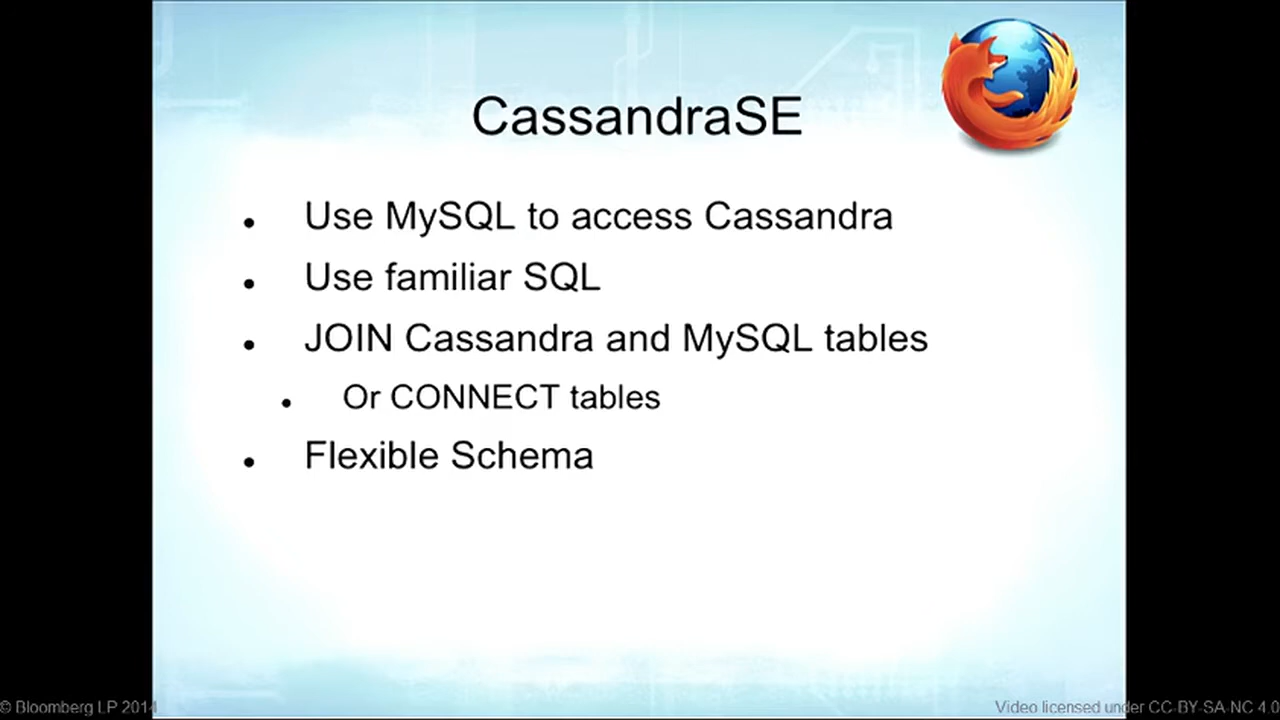 CassandraSE
• Use MySQL to access Cassandra
• Use familiar SQL
• JOIN Cassandra and MySQL tables
• Or CONNECT tables
• Flexible Schema
© Bloomberg LP 2014
Video licensed under CC-BY-SA-NC 4.0